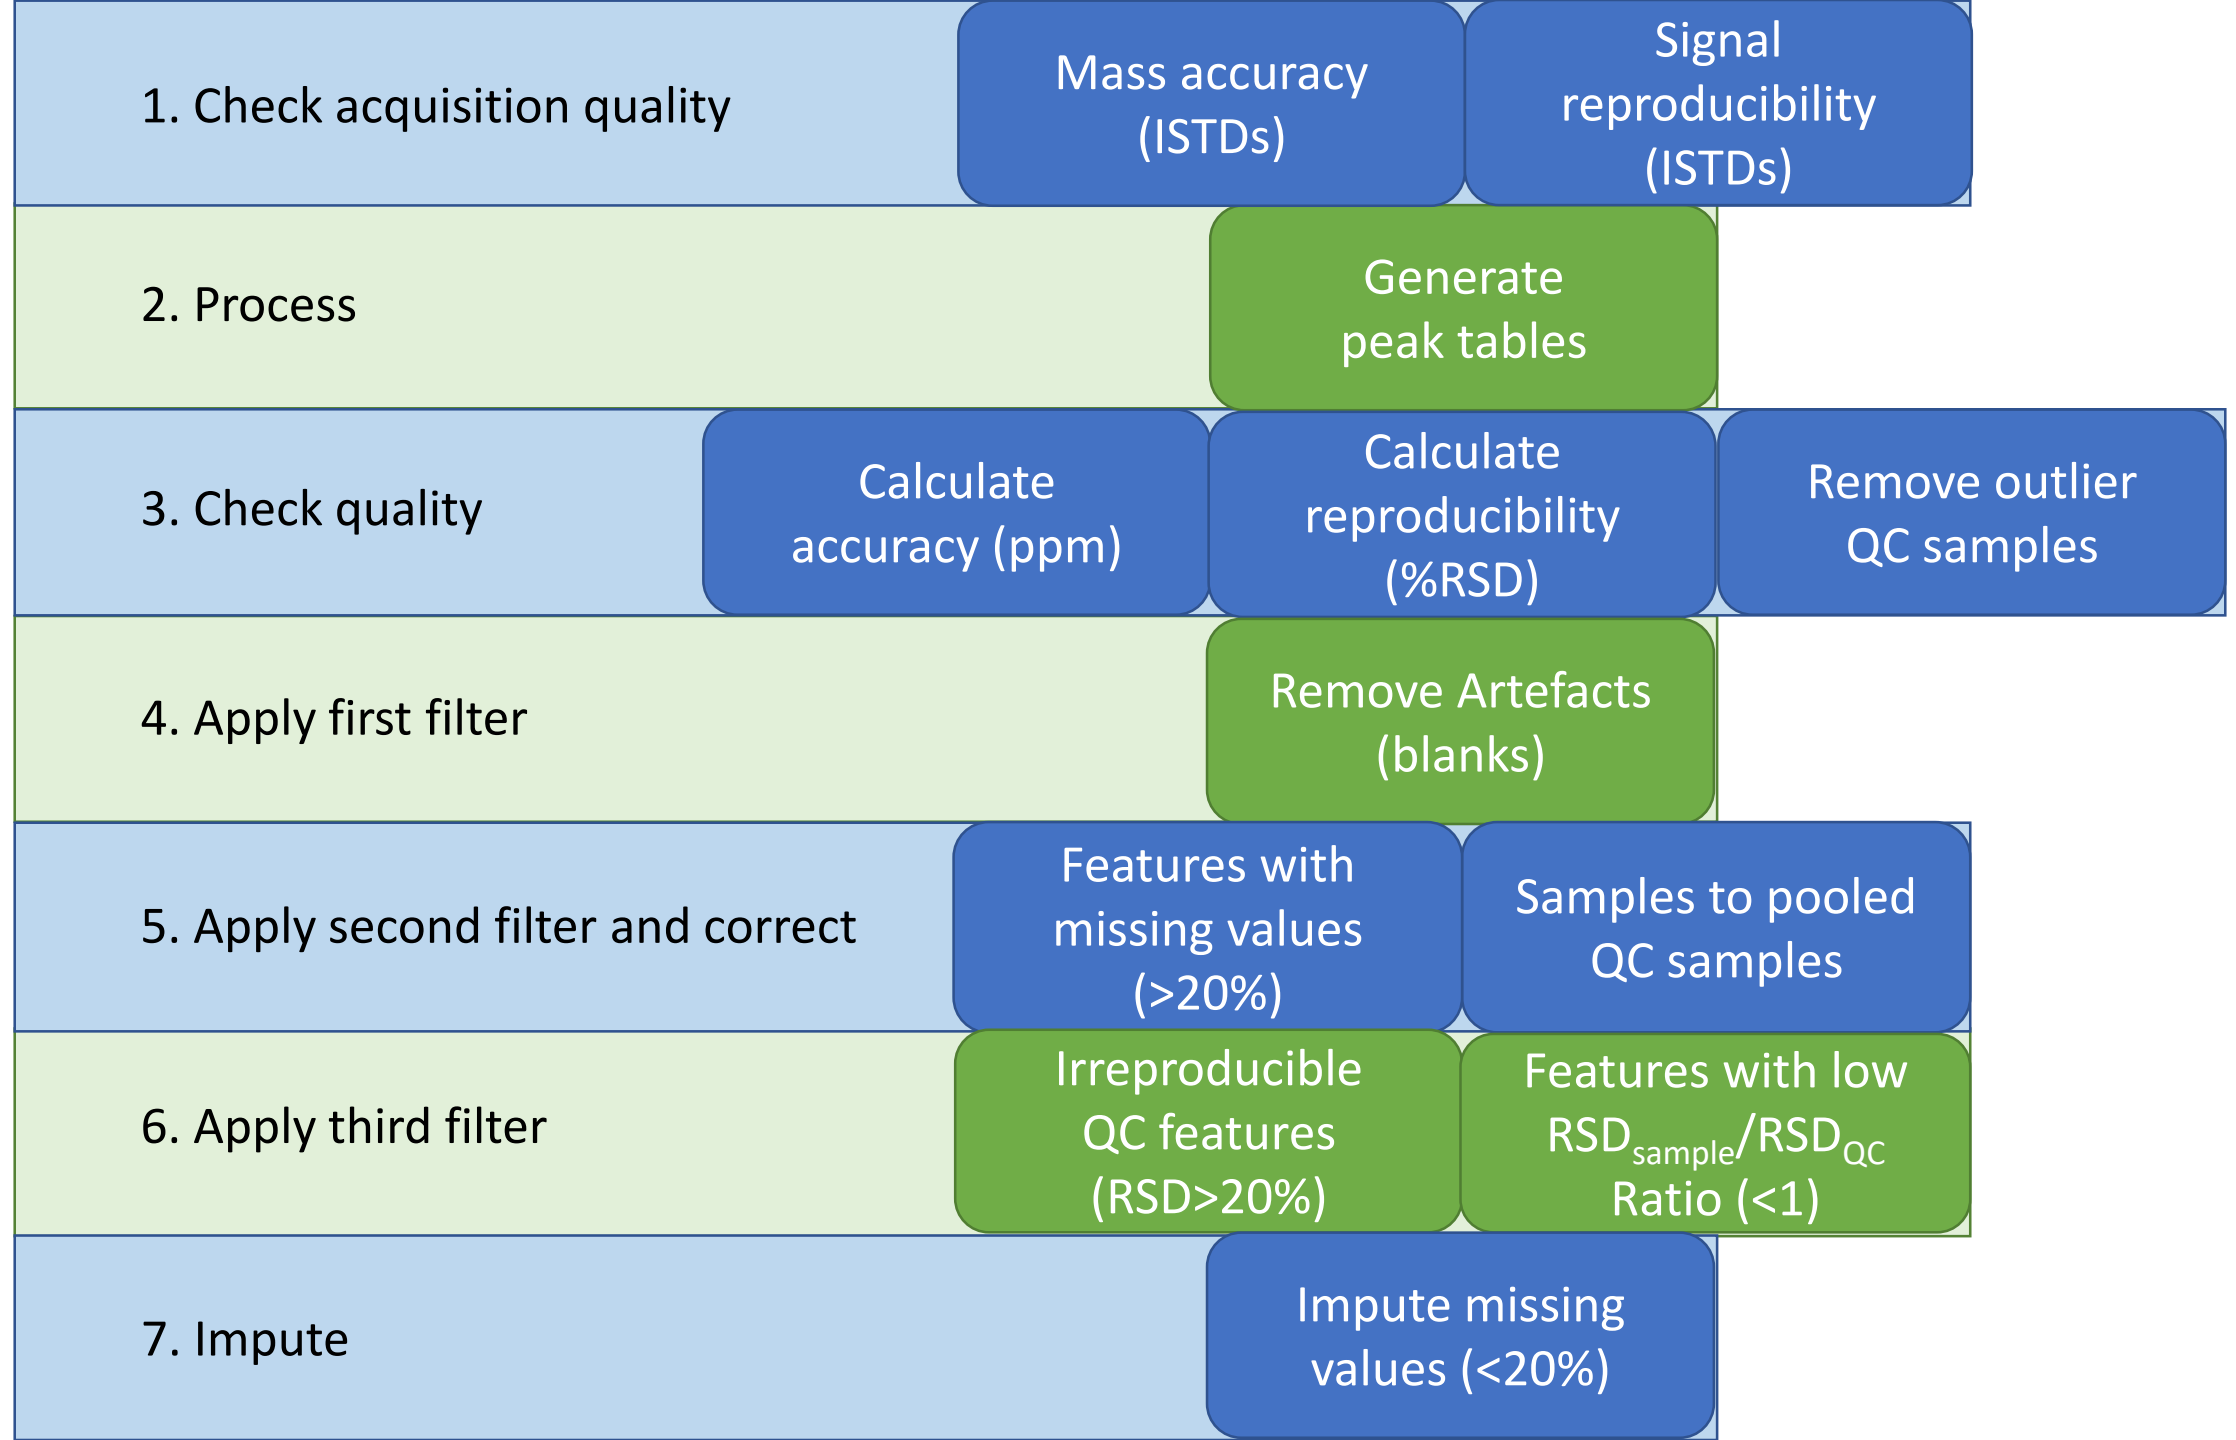 1. Check acquisition quality
Mass accuracy
(ISTDs)
Signal
reproducibility
(ISTDs)
2. Process
Generate
peak tables
3. Check quality
Calculate
accuracy (ppm)
Calculate
reproducibility
(%RSD)
Remove outlier
QC samples
4. Apply first filter
Remove Artefacts
(blanks)
5. Apply second filter and correct
Features with
missing values
(>20%)
Samples to pooled
QC samples
6. Apply third filter
Irreproducible
QC features
(RSD>20%)
Features with low
RSDsample/RSDQC
Ratio (<1)
7. Impute
Impute missing
values (<20%)